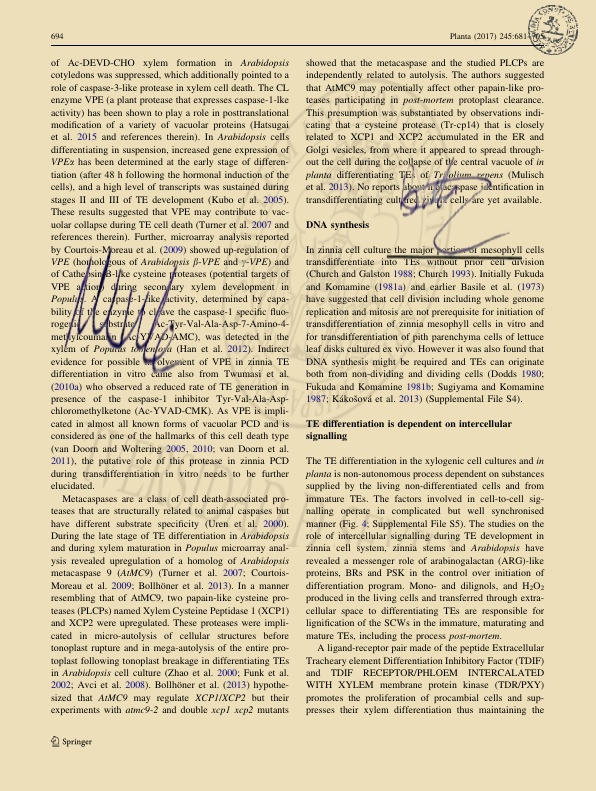 694
Planta (2017) 245:681
of Ac-DEVD-CHO xylem formation in Arabidopsis
cotyledons was suppressed, which additionally pointed to a
role of caspase-3-like protease in xylem cell death. The CL
enzyme VPE (a plant protease that expresses caspase-1-lke
activity) has been shown to play a role in posttranslational
modification of a variety of vacuolar proteins (Hatsugai
et al. 2015 and references therein). In Arabidopsis cells
differentiating in suspension, increased gene expression of
VPEα has been determined at the early stage of differen-
tiation (after 48 h following the hormonal induction of the
cells), and a high level of transcripts was sustained during
stages II and III of TE development (Kubo et al. 2005).
These results suggested that VPE may contribute to vac-
uolar collapse during TE cell death (Turner et al. 2007 and
references therein). Further, microarray analysis reported
by Courtois-Moreau et al. (2009) showed up-regulation of
VPE (homologous of Arabidopsis β-VPE and γ-VPE) and
of Cathepsin B-like cysteine proteases (potential targets of
VPE action) during secondary xylem development in
Populus. A caspase-1-like activity, determined by capa-
bility of the enzyme to cleave the caspase-1 specific fluo-
rogenic substrate Ac-Tyr-Val-Ala-Asp-7-Amino-4-
methylcoumarin (Ac-YVAD-AMC), was detected in the
xylem of Populus tomentosa (Han et al. 2012). Indirect
evidence for possible involvement of VPE in zinnia TE
differentiation in vitro came also from Twumasi et al.
(2010a) who observed a reduced rate of TE generation in
presence of the caspase-1 inhibitor Tyr-Val-Ala-Asp-
chloromethylketone (Ac-YVAD-CMK). As VPE is impli-
cated in almost all known forms of vacuolar PCD and is
considered as one of the hallmarks of this cell death type
(van Doorn and Woltering 2005, 2010; van Doorn et al.
2011), the putative role of this protease in zinnia PCD
during transdifferentiation in vitro needs to be further
elucidated.
Metacaspases are a class of cell death-associated pro-
teases that are structurally related to animal caspases but
have different substrate specificity (Uren et al. 2000).
During the late stage of TE differentiation in Arabidopsis
and during xylem maturation in Populus microarray anal-
ysis revealed upregulation of a homolog of Arabidopsis
metacaspase 9 (AtMC9) (Turner et al. 2007; Courtois-
Moreau et al. 2009; Bollhöner et al. 2013). In a manner
resembling that of AtMC9, two papain-like cysteine pro-
teases (PLCPs) named Xylem Cysteine Peptidase 1 (XCP1)
and XCP2 were upregulated. These proteases were impli-
cated in micro-autolysis of cellular structures before
tonoplast rupture and in mega-autolysis of the entire pro-
toplast following tonoplast breakage in differentiating TEs
in Arabidopsis cell culture (Zhao et al. 2000; Funk et al.
2002; Avci et al. 2008). Bollhöner et al. (2013) hypothe-
sized that AtMC9 may regulate XCP1/XCP2 but their
experiments with atmc9-2 and double xcp1 xcp2 mutants
showed that the metacaspase and the studied PLCPs are
independently related to autolysis. The authors suggested
that AtMC9 may potentially affect other papain-like pro-
teases participating in post-mortem protoplast clearance.
This presumption was substantiated by observations indi-
cating that a cysteine protease (Tr-cp14) that is closely
related to XCP1 and XCP2 accumulated in the ER and
Golgi vesicles, from where it appeared to spread through-
out the cell during the collapse of the central vacuole of in
planta differentiating TEs of Trifolium repens (Mulisch
et al. 2013). No reports about metacaspase identification in
transdifferentiating cultured cells are yet available.
DNA synthesis
In zinnia cell culture the major portion of mesophyll cells
transdifferentiate into TEs without prior cell division
(Church and Galston 1988; Church 1993). Initially Fukuda
and Komamine (1981a) and earlier Basile et al. (1973)
have suggested that cell division including whole genome
replication and mitosis are not prerequisite for initiation of
transdifferentiation of zinnia mesophyll cells in vitro and
for transdifferentiation of pith parenchyma cells of lettuce
leaf disks cultured ex vivo. However it was also found that
DNA synthesis might be required and TEs can originate
both from non-dividing and dividing cells (Dodds 1980;
Fukuda and Komamine 1981b; Sugiyama and Komamine
1987; Kákošová et al. 2013) (Supplemental File S4).
TE differentiation is dependent on intercellular
signalling
The TE differentiation in the xylogenic cell cultures and in
planta is non-autonomous process dependent on substances
supplied by the living non-differentiated cells and from
immature TEs. The factors involved in cell-to-cell sig-
nalling operate in complicated but well synchronised
manner (Fig. 4; Supplemental File S5). The studies on the
role of intercellular signalling during TE development in
zinnia cell system, zinnia stems and Arabidopsis have
revealed a messenger role of arabinogalactan (ARG)-like
proteins, BRs and PSK in the control over initiation of
differentiation program. Mono- and dilignols, and H₂O₂
produced in the living cells and transferred through extra-
cellular space to differentiating TEs are responsible for
lignification of the SCWs in the immature, maturating and
mature TEs, including the process post-mortem.
A ligand-receptor pair made of the peptide Extracellular
Tracheary element Differentiation Inhibitory Factor (TDIF)
and TDIF RECEPTOR/PHLOEM INTERCALATED
WITH XYLEM membrane protein kinase (TDR/PXY)
promotes the proliferation of procambial cells and sup-
presses their xylem differentiation thus maintaining the
Springer